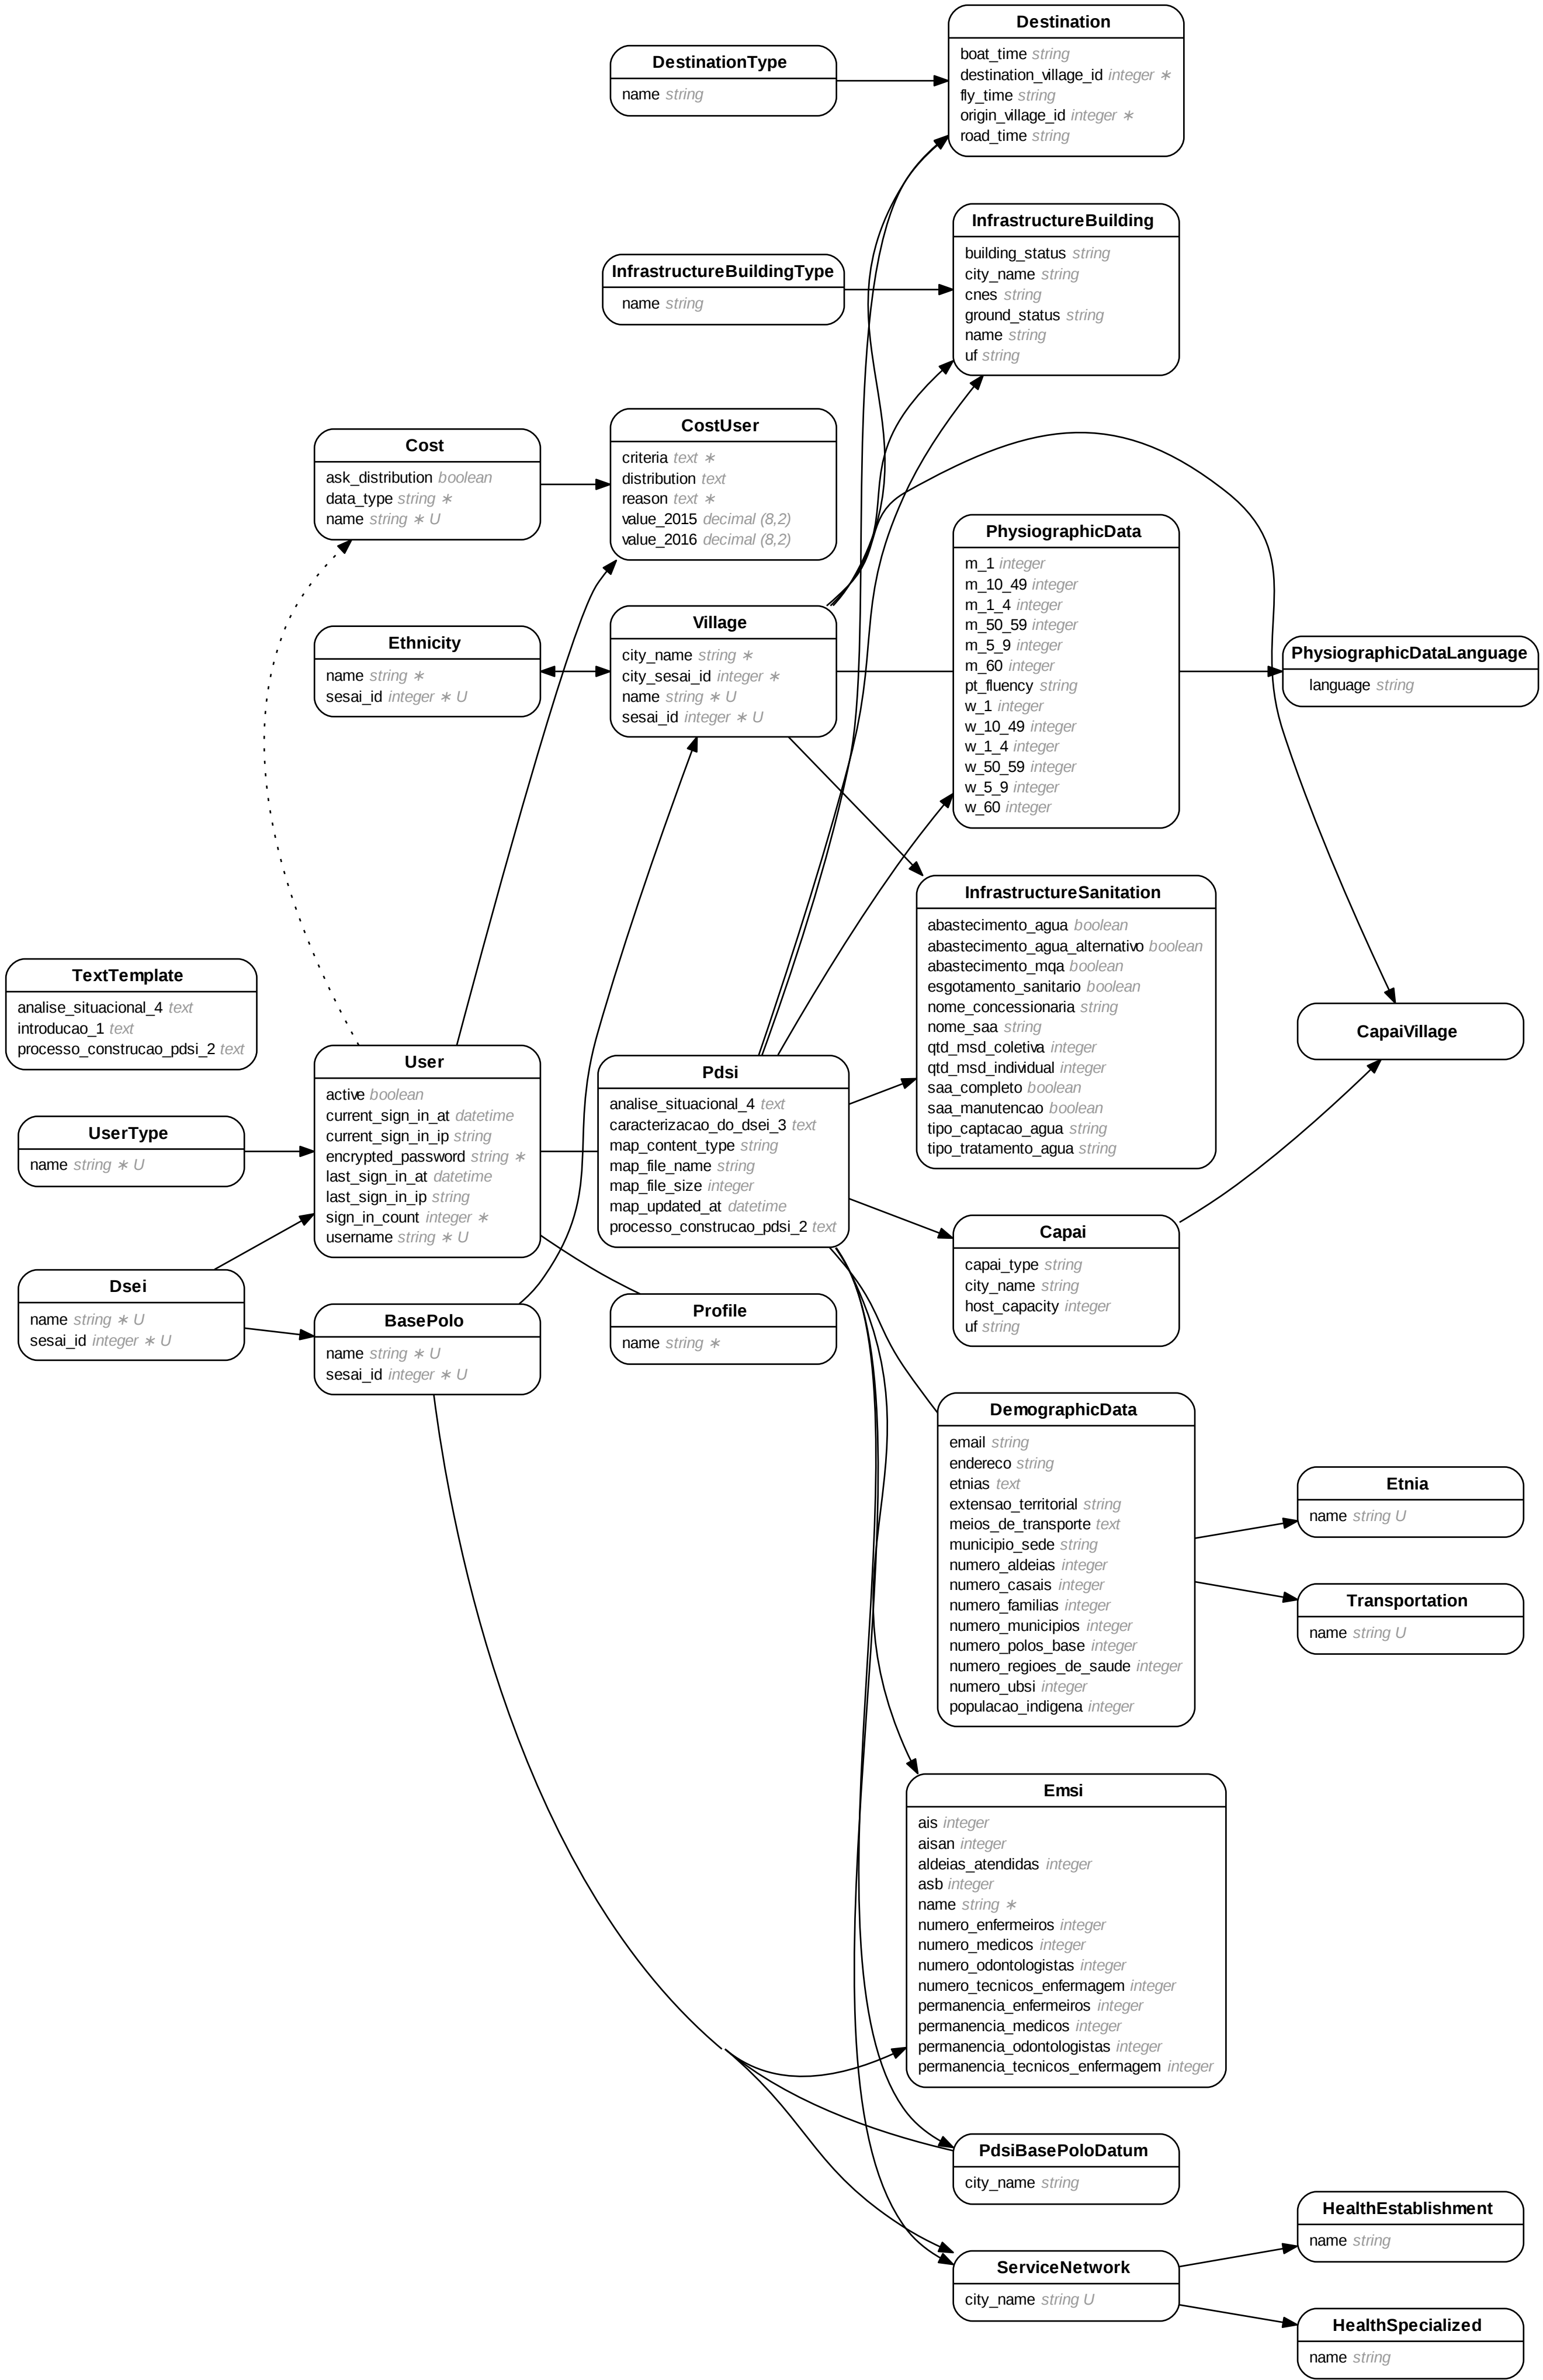 Destination
boat_time string
destination_village_id integer ∗
fly_time string
origin_village_id integer ∗
road_time string
DestinationType
name string
InfrastructureBuilding
building_status string
city_name string
cnes string
ground_status string
name string
uf string
InfrastructureBuildingType
name string
CostUser
criteria text ∗
distribution text
reason text ∗
value_2015 decimal (8,2)
value_2016 decimal (8,2)
Cost
ask_distribution boolean
data_type string ∗
name string ∗ U
PhysiographicData
m_1 integer
m_10_49 integer
m_1_4 integer
m_50_59 integer
m_5_9 integer
m_60 integer
pt_fluency string
w_1 integer
w_10_49 integer
w_1_4 integer
w_50_59 integer
w_5_9 integer
w_60 integer
Village
city_name string ∗
city_sesai_id integer ∗
name string ∗ U
sesai_id integer ∗ U
Ethnicity
name string ∗
sesai_id integer ∗ U
PhysiographicDataLanguage
language string
InfrastructureSanitation
abastecimento_agua boolean
abastecimento_agua_alternativo boolean
abastecimento_mqa boolean
esgotamento_sanitario boolean
nome_concessionaria string
nome_saa string
qtd_msd_coletiva integer
qtd_msd_individual integer
saa_completo boolean
saa_manutencao boolean
tipo_captacao_agua string
tipo_tratamento_agua string
TextTemplate
analise_situacional_4 text
introducao_1 text
processo_construcao_pdsi_2 text
CapaiVillage
User
active boolean
current_sign_in_at datetime
current_sign_in_ip string
encrypted_password string ∗
last_sign_in_at datetime
last_sign_in_ip string
sign_in_count integer ∗
username string ∗ U
Pdsi
analise_situacional_4 text
caracterizacao_do_dsei_3 text
map_content_type string
map_file_name string
map_file_size integer
map_updated_at datetime
processo_construcao_pdsi_2 text
UserType
name string ∗ U
Capai
capai_type string
city_name string
host_capacity integer
uf string
Dsei
name string ∗ U
sesai_id integer ∗ U
BasePolo
name string ∗ U
sesai_id integer ∗ U
Profile
name string ∗
DemographicData
email string
endereco string
etnias text
extensao_territorial string
meios_de_transporte text
municipio_sede string
numero_aldeias integer
numero_casais integer
numero_familias integer
numero_municipios integer
numero_polos_base integer
numero_regioes_de_saude integer
numero_ubsi integer
populacao_indigena integer
Etnia
name string U
Transportation
name string U
Emsi
ais integer
aisan integer
aldeias_atendidas integer
asb integer
name string ∗
numero_enfermeiros integer
numero_medicos integer
numero_odontologistas integer
numero_tecnicos_enfermagem integer
permanencia_enfermeiros integer
permanencia_medicos integer
permanencia_odontologistas integer
permanencia_tecnicos_enfermagem integer
PdsiBasePoloDatum
city_name string
HealthEstablishment
name string
ServiceNetwork
city_name string U
HealthSpecialized
name string